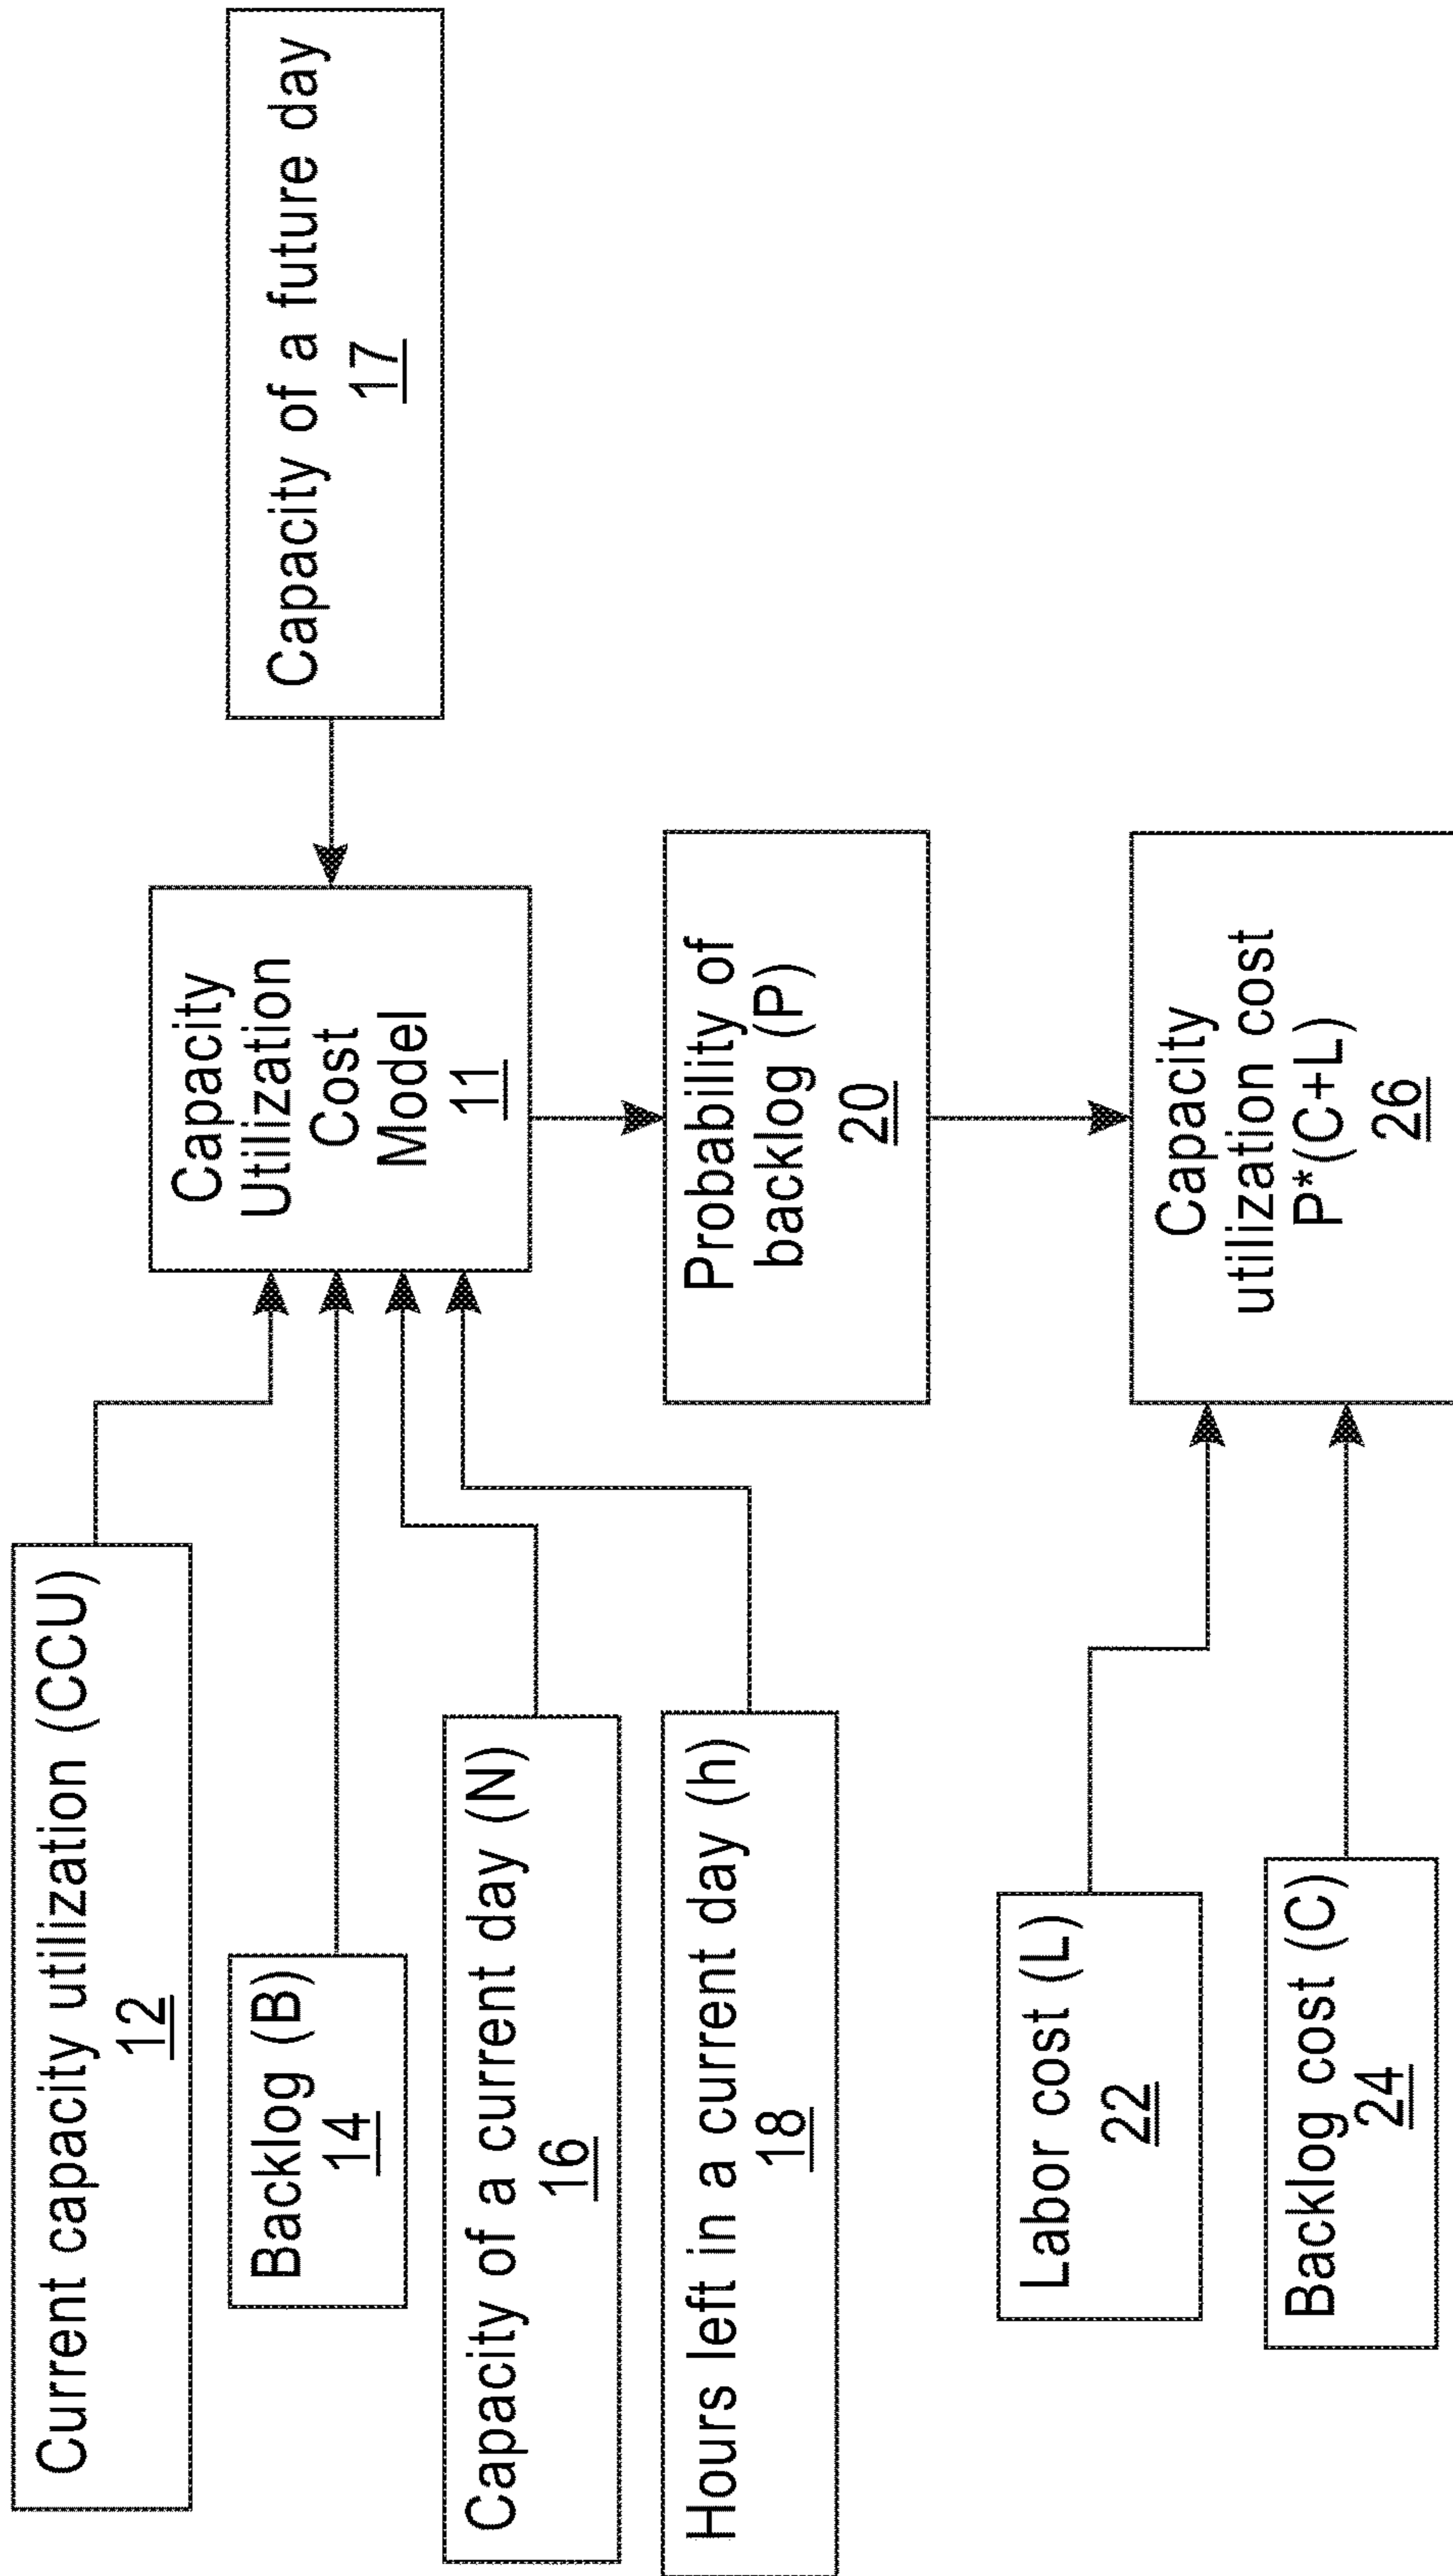 Current capacity utilization (CCU)
12
Backlog (B)
14
Capacity of a current day (N)
16
Hours left in a current day (h)
18
Capacity
Utilization
Cost
Model
11
Capacity of a future day
17
Probability of
backlog (P)
20
Labor cost (L)
22
Backlog cost (C)
24
Capacity
utilization cost
P*(C+L)
26